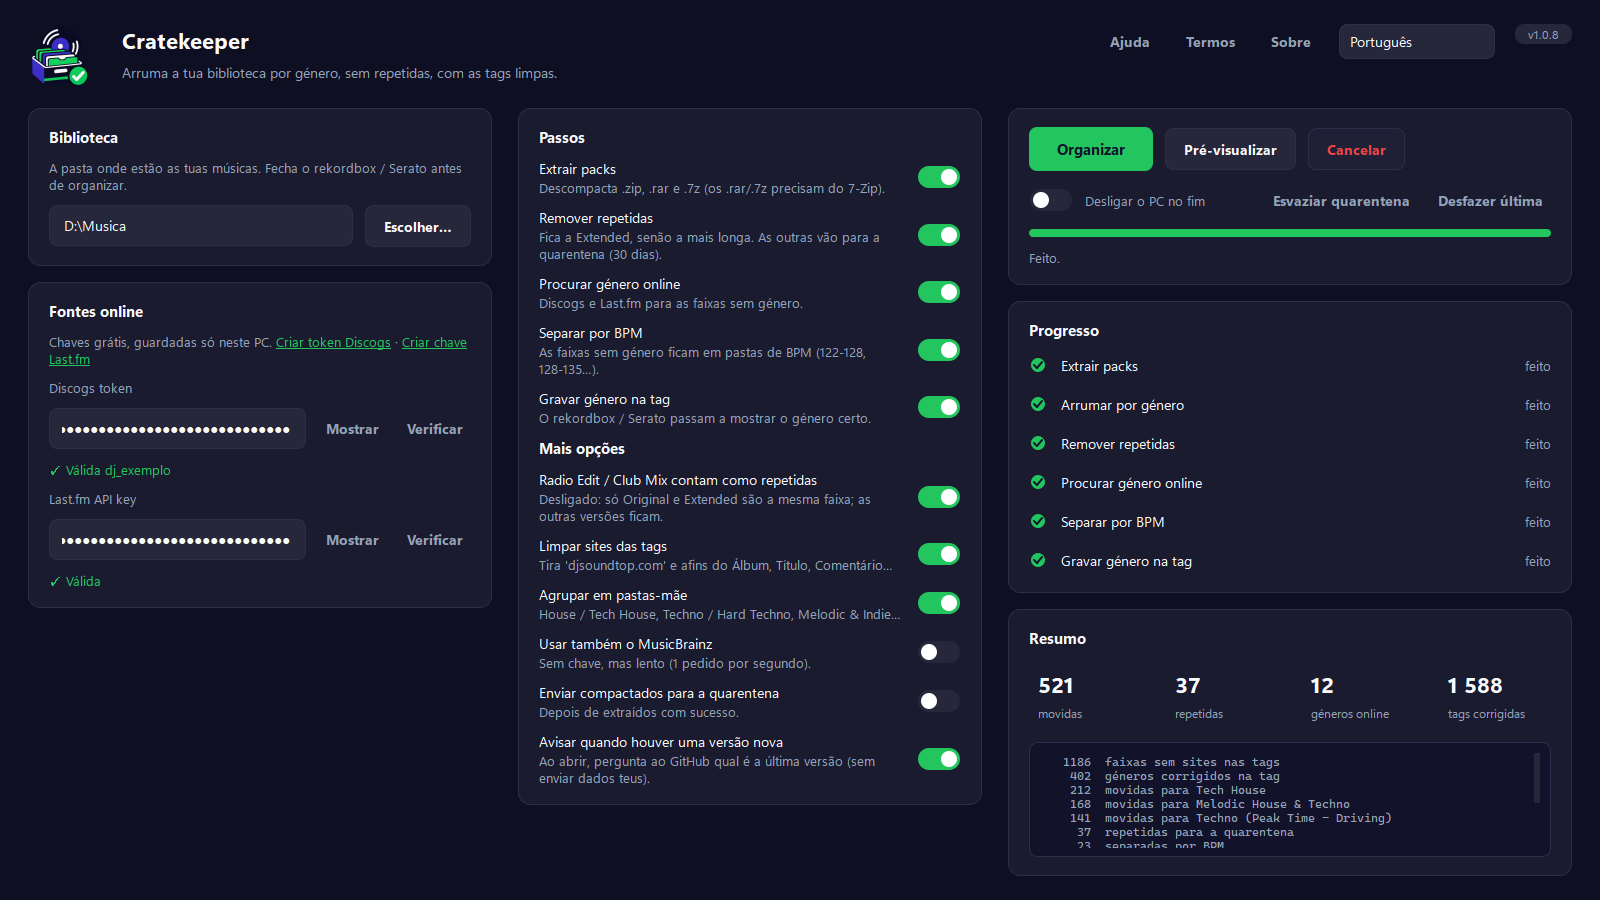 Cratekeeper
Arruma a tua biblioteca por género, sem repetidas, com as tags limpas.
Ajuda
Termos
Sobre
Português
v1.0.8
Biblioteca
A pasta onde estão as tuas músicas. Fecha o rekordbox / Serato antes
de organizar.
D:\Musica
Escolher...
Fontes online
Chaves grátis, guardadas só neste PC. Criar token Discogs · Criar chave
Last.fm
Discogs token
Mostrar
Verificar
✓ Válida dj_exemplo
Last.fm API key
Mostrar
Verificar
✓ Válida
Passos
Extrair packs
Descompacta .zip, .rar e .7z (os .rar/.7z precisam do 7-Zip).
Remover repetidas
Fica a Extended, senão a mais longa. As outras vão para a
quarentena (30 dias).
Procurar género online
Discogs e Last.fm para as faixas sem género.
Separar por BPM
As faixas sem género ficam em pastas de BPM (122-128,
128-135...).
Gravar género na tag
O rekordbox / Serato passam a mostrar o género certo.
Mais opções
Radio Edit / Club Mix contam como repetidas
Desligado: só Original e Extended são a mesma faixa; as
outras versões ficam.
Limpar sites das tags
Tira 'djsoundtop.com' e afins do Álbum, Título, Comentário...
Agrupar em pastas-mãe
House / Tech House, Techno / Hard Techno, Melodic & Indie...
Usar também o MusicBrainz
Sem chave, mas lento (1 pedido por segundo).
Enviar compactados para a quarentena
Depois de extraídos com sucesso.
Avisar quando houver uma versão nova
Ao abrir, pergunta ao GitHub qual é a última versão (sem
enviar dados teus).
Organizar
Pré-visualizar
Cancelar
Desligar o PC no fim
Esvaziar quarentena
Desfazer última
Feito.
Progresso
Extrair packs feito
Arrumar por género feito
Remover repetidas feito
Procurar género online feito
Separar por BPM feito
Gravar género na tag feito
Resumo
521 37 12 1 588
movidas repetidas géneros online tags corrigidas
1186 faixas sem sites nas tags
402 géneros corrigidos na tag
212 movidas para Tech House
168 movidas para Melodic House & Techno
141 movidas para Techno (Peak Time – Driving)
37 repetidas para a quarentena
23 separadas por BPM